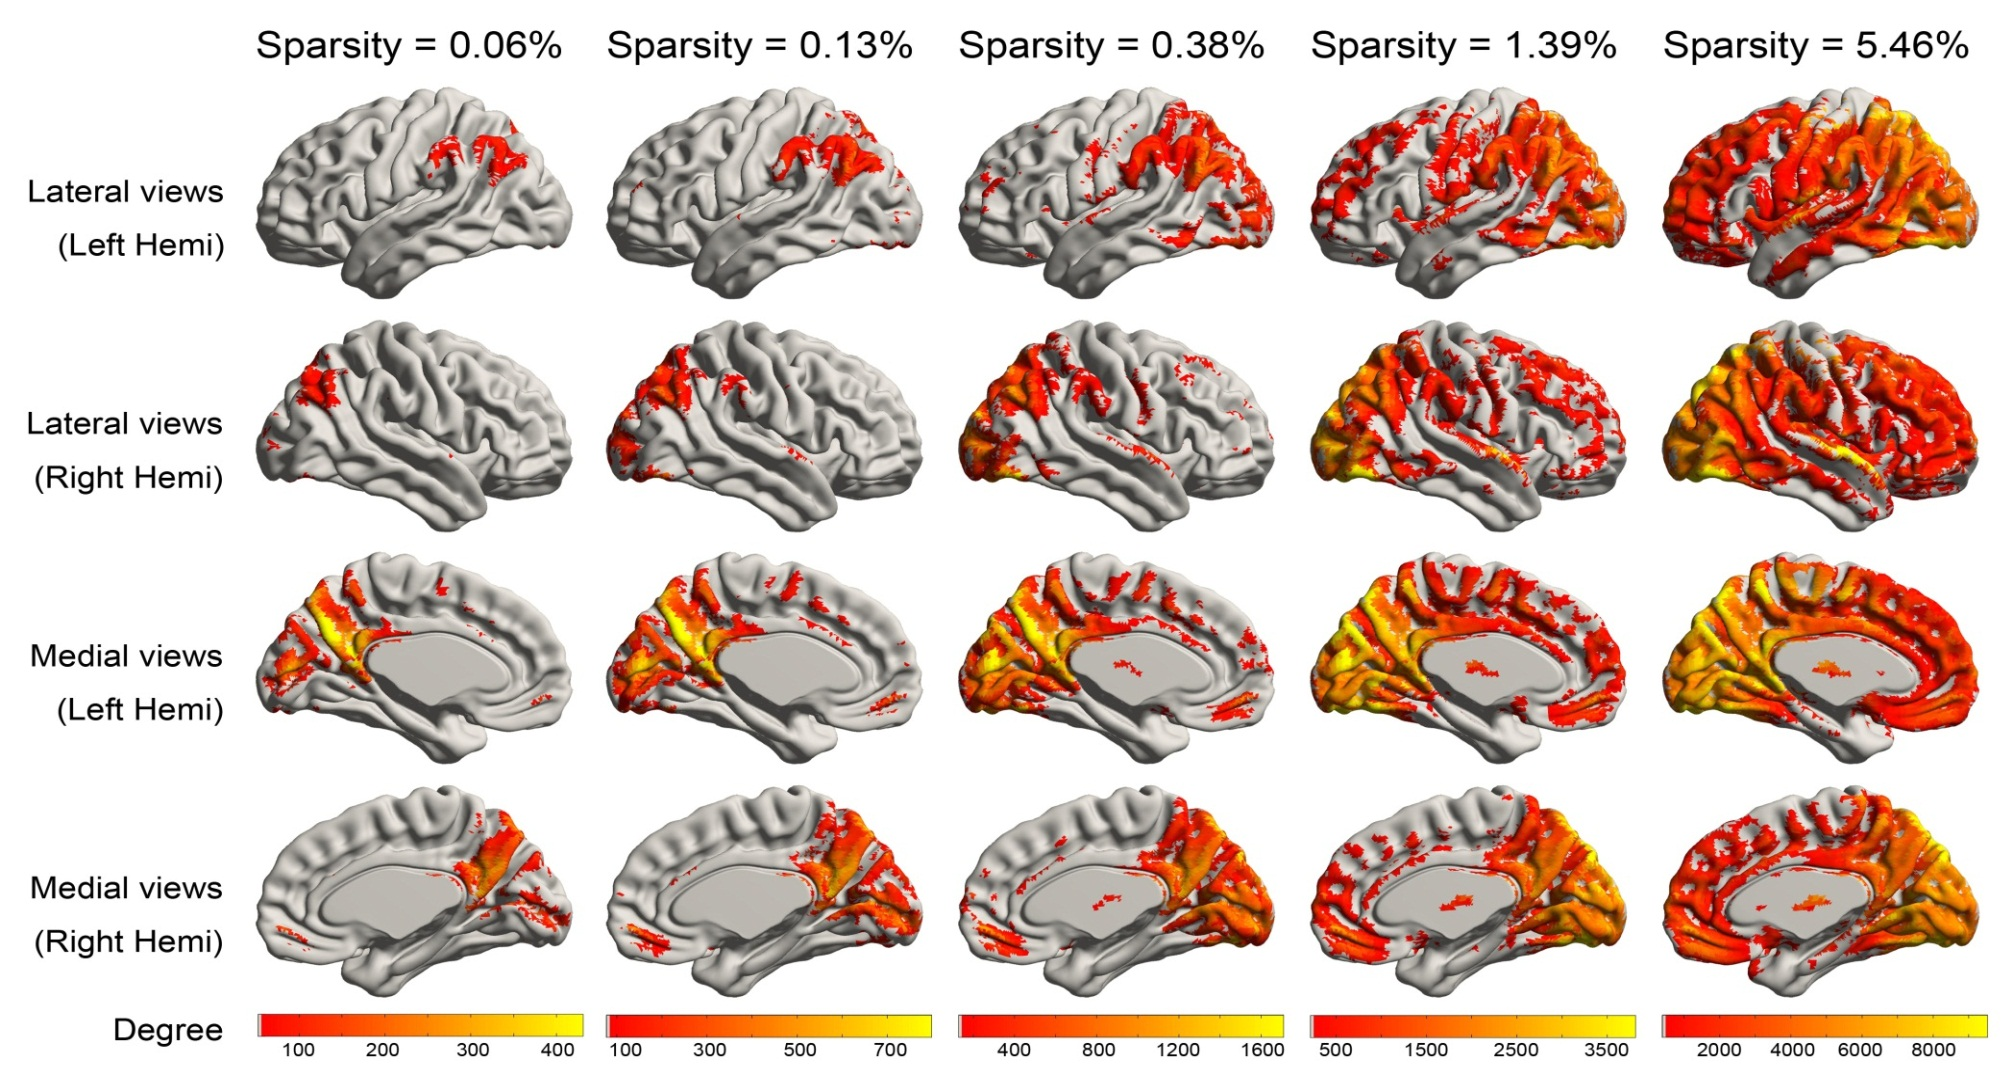 Sparsity = 0.06% Sparsity = 0.13% Sparsity = 0.38% Sparsity = 1.39% Sparsity = 5.46%
Lateral views
(Left Hemi)
Lateral views
(Right Hemi)
Medial views
(Left Hemi)
Medial views
(Right Hemi)
Degree
100 200 300 400 100 300 500 700 400 800 1200 1600 500 1500 2500 3500 2000 4000 6000 8000